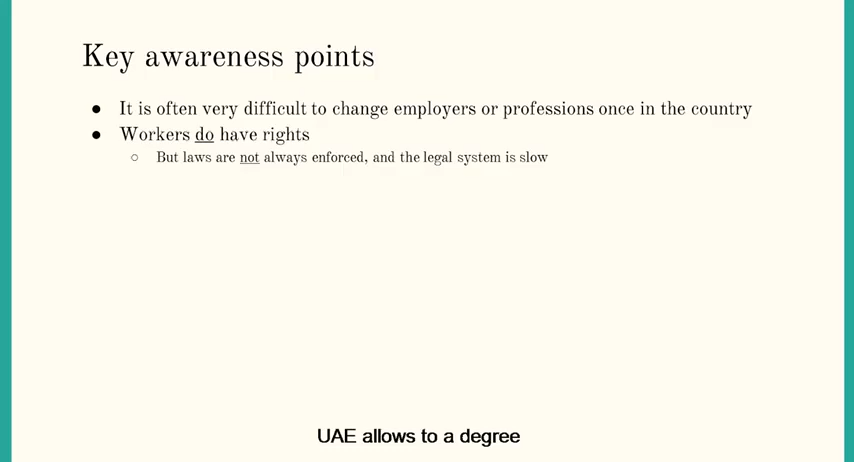 Key awareness points
● It is often very difficult to change employers or professions once in the country
● Workers do have rights
○ But laws are not always enforced, and the legal system is slow
UAE allows to a degree